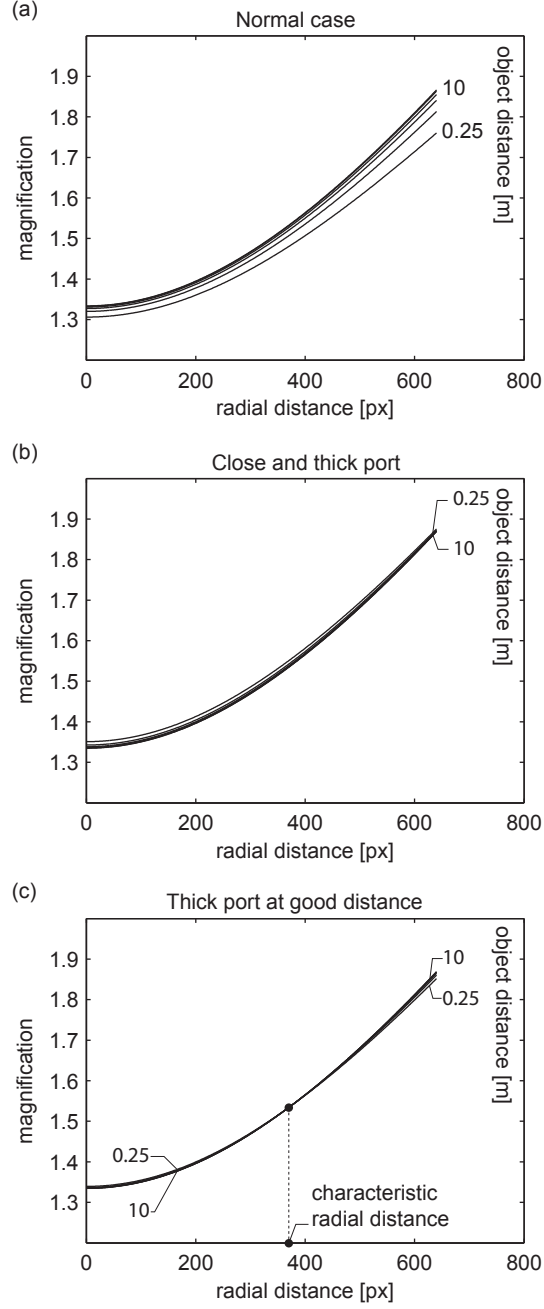 (a)
Normal case
1.9
1.8
1.7
1.6
1.5
1.4
1.3
magnification
10
0.25
object distance
[m]
0
200
400
600
800
radial distance [px]
(b)
Close and thick port
1.9
1.8
1.7
1.6
1.5
1.4
1.3
magnification
0.25
10
object distance
[m]
0
200
400
600
800
radial distance [px]
(c)
Thick port at good distance
1.9
1.8
1.7
1.6
1.5
1.4
1.3
magnification
10
0.25
object distance
[m]
0.25
10
characteristic
radial distance
0
200
400
600
800
radial distance [px]